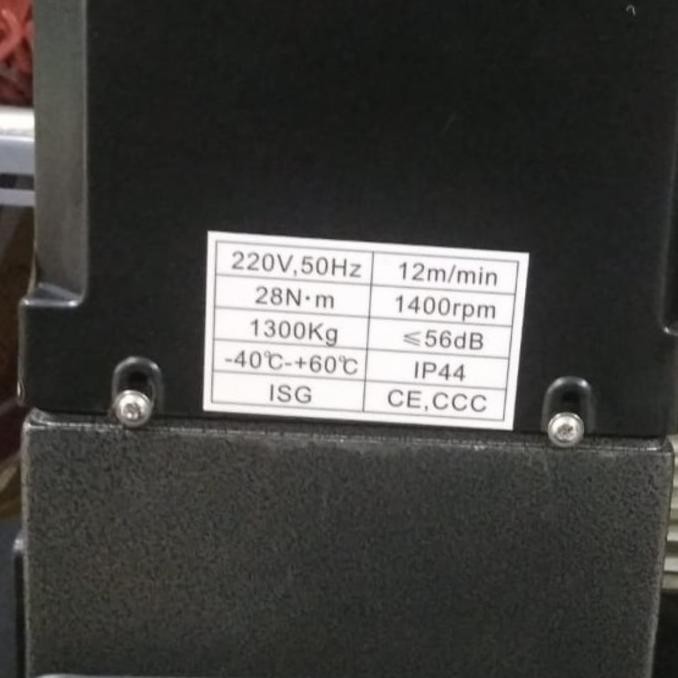 220V,50Hz 12m/min
28N·m 1400rpm
1300Kg ≤56dB
-40℃-+60℃ IP44
ISG CE,CCC